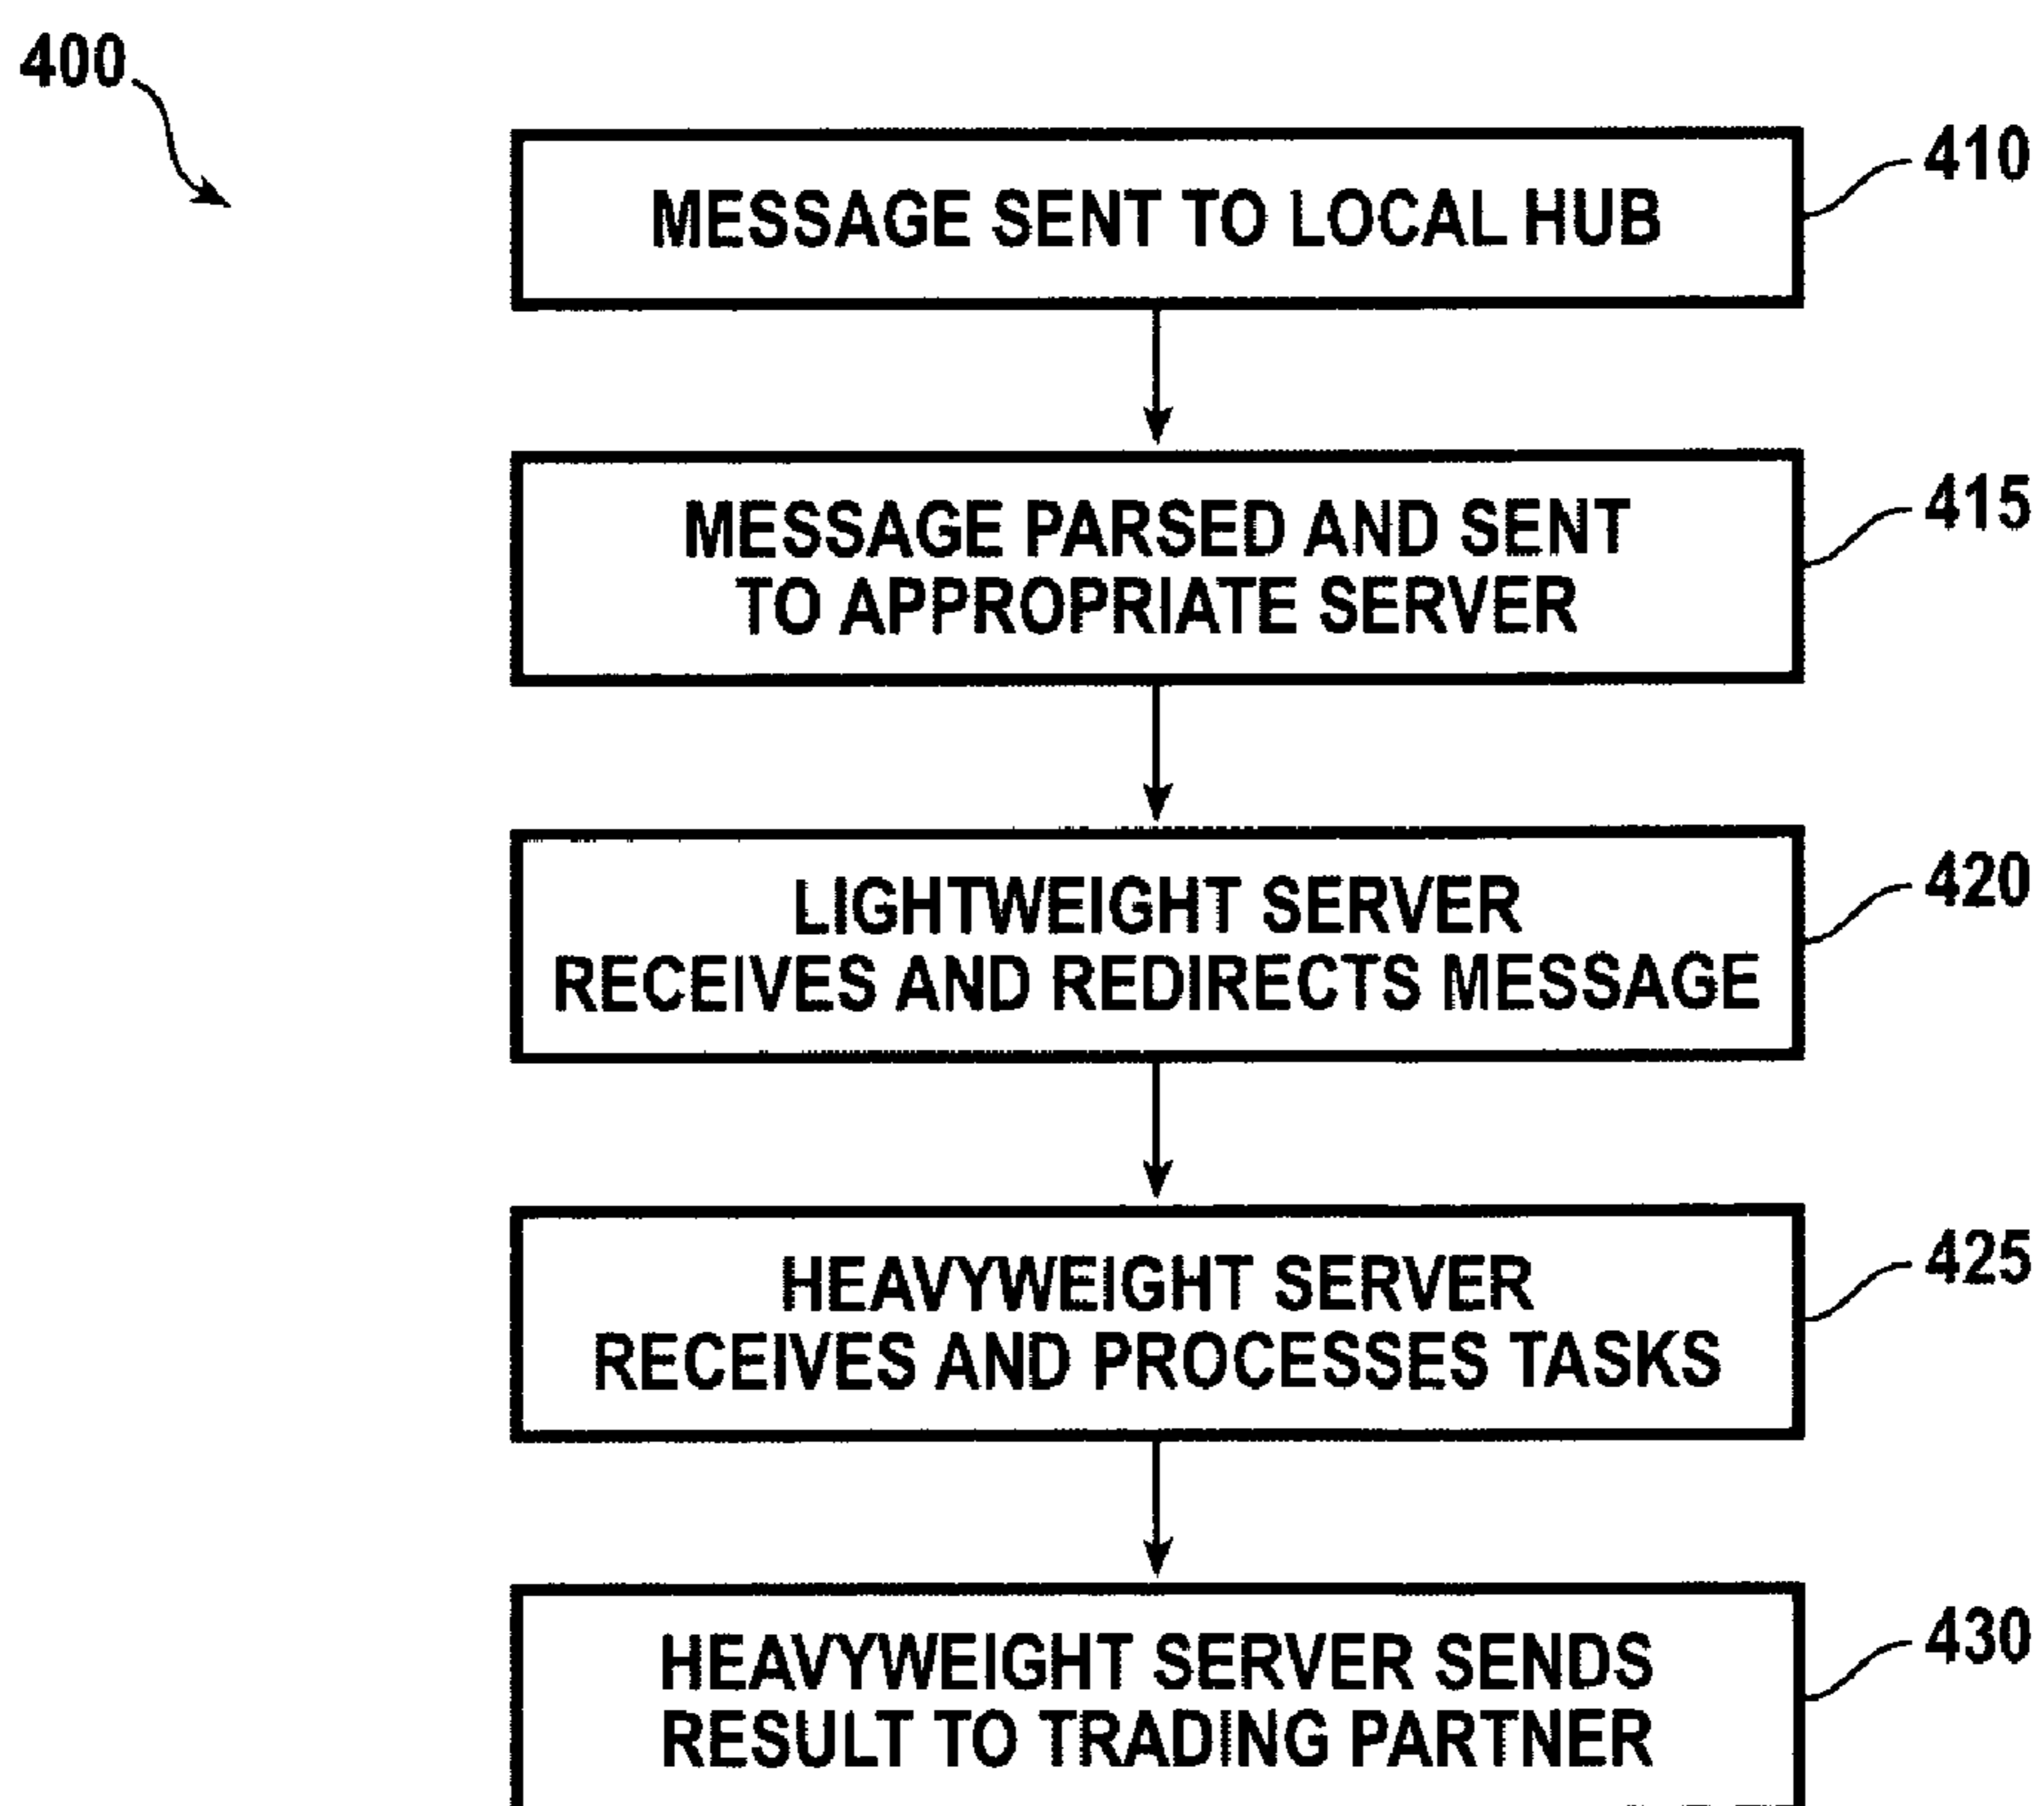 400
MESSAGE SENT TO LOCAL HUB
410
MESSAGE PARSED AND SENT
TO APPROPRIATE SERVER
415
LIGHTWEIGHT SERVER
RECEIVES AND REDIRECTS MESSAGE
420
HEAVYWEIGHT SERVER
RECEIVES AND PROCESSES TASKS
425
HEAVYWEIGHT SERVER SENDS
RESULT TO TRADING PARTNER
430